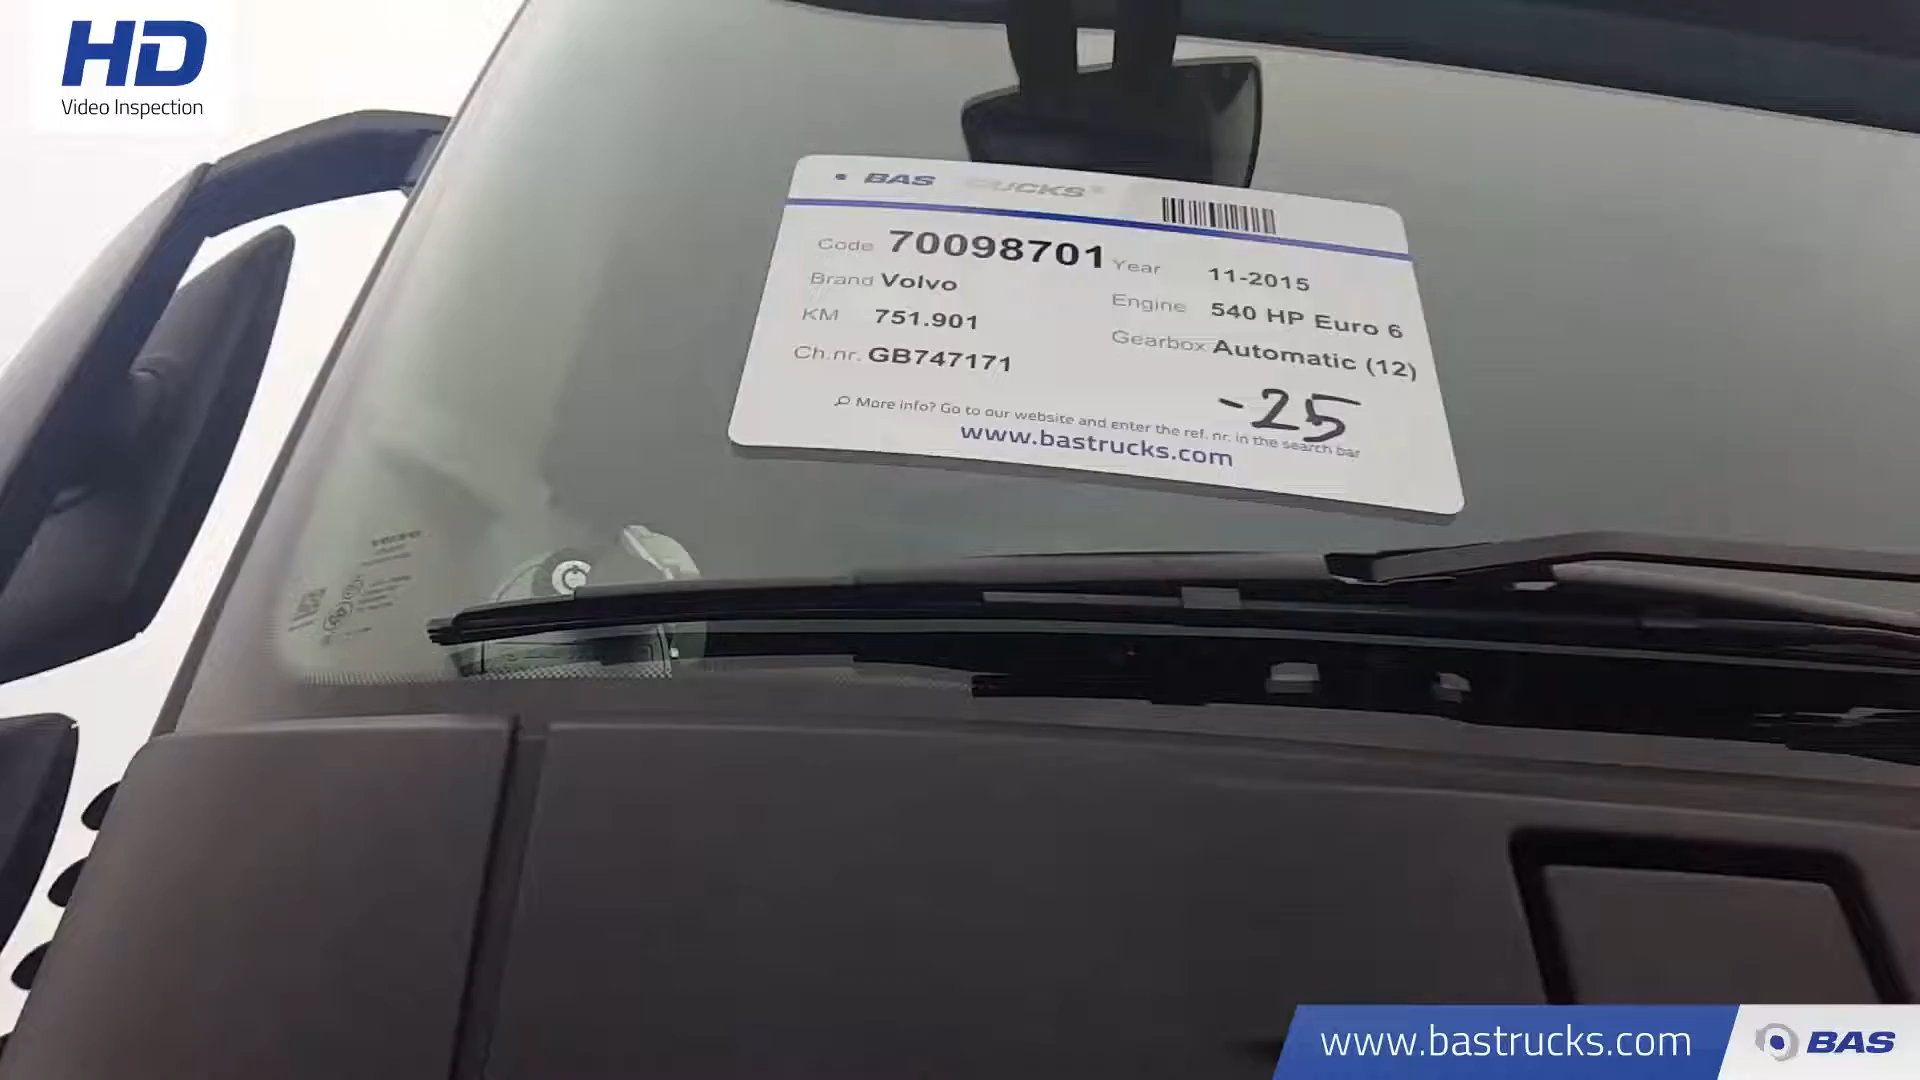 HD
Video Inspection
BAS TRUCKS®
Code 70098701
Year 11-2015
Brand Volvo
Engine 540 HP Euro 6
KM 751.901
Gearbox Automatic (12)
Ch.nr. GB747171
-25
More info? Go to our website and enter the ref. nr. in the search bar
www.bastrucks.com
www.bastrucks.com BAS